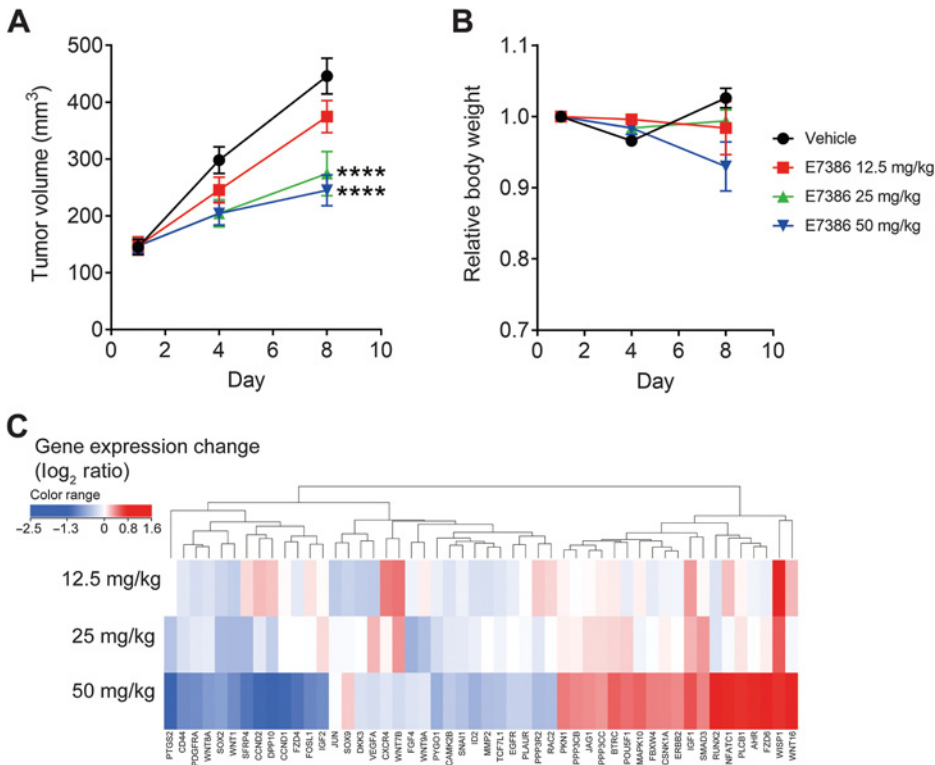 A
B
500
400
300
200
100
0
Tumor volume (mm³)
0 2 4 6 8 10
Day
****
****
1.1
1.0
0.9
0.8
0.7
Relative body weight
0 2 4 6 8 10
Day
Vehicle
E7386 12.5 mg/kg
E7386 25 mg/kg
E7386 50 mg/kg
C
Gene expression change
(log₂ ratio)
Color range
−2.5 −1.3 0 0.8 1.6
12.5 mg/kg
25 mg/kg
50 mg/kg
PTGS2 CD44 PDGFRA WNT8A SOX2 WNT1 SFRP4 CCND2 DPP10 CCND1 FZD4 FOSL1 IGF2 JUN SOX9 DKK3 VEGFA CXCR4 WNT7B FGF4 WNT9A PYGO1 CAMK2B SNAI1 ID2 MMP2 TCF7L1 EGFR PLAUR PPP3R2 RAC2 PKN1 PPP3CB JAG1 PPP3CC BTRC POU5F1 MAPK10 FBXW4 CSNK1A ERBB2 IGF1 SMAD3 RUNX2 NFATC1 PLCB1 AHR FZD6 WISP1 WNT16